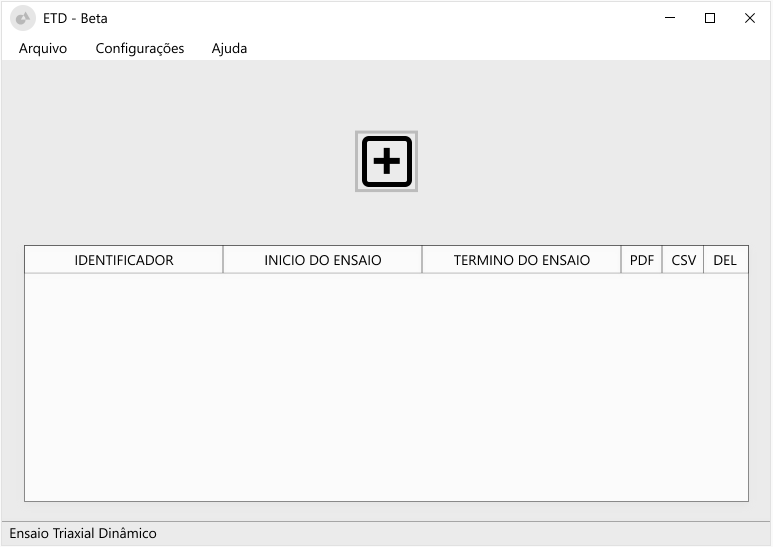 ETD - Beta
Arquivo Configurações Ajuda
IDENTIFICADOR INICIO DO ENSAIO TERMINO DO ENSAIO PDF CSV DEL
Ensaio Triaxial Dinâmico